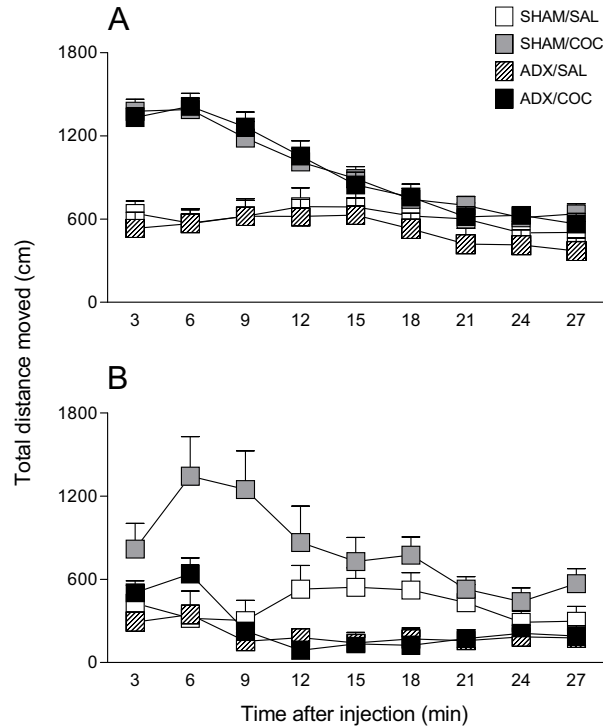 A
SHAM/SAL
SHAM/COC
ADX/SAL
ADX/COC
1800
1200
600
0
3 6 9 12 15 18 21 24 27
Total distance moved (cm)
B
1800
1200
600
0
3 6 9 12 15 18 21 24 27
Time after injection (min)